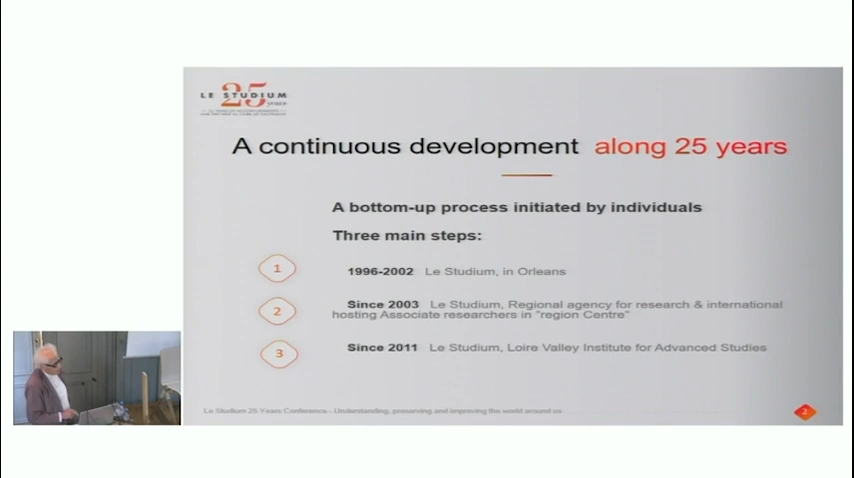 25
LE STUDIUM
years
A continuous development along 25 years
A bottom-up process initiated by individuals
Three main steps:
1 1996-2002 Le Studium, in Orleans
2 Since 2003 Le Studium, Regional agency for research & international
hosting Associate researchers in "region Centre"
3 Since 2011 Le Studium, Loire Valley Institute for Advanced Studies
Le Studium 25 Years Conference - Understanding, preserving and improving the world around us
2